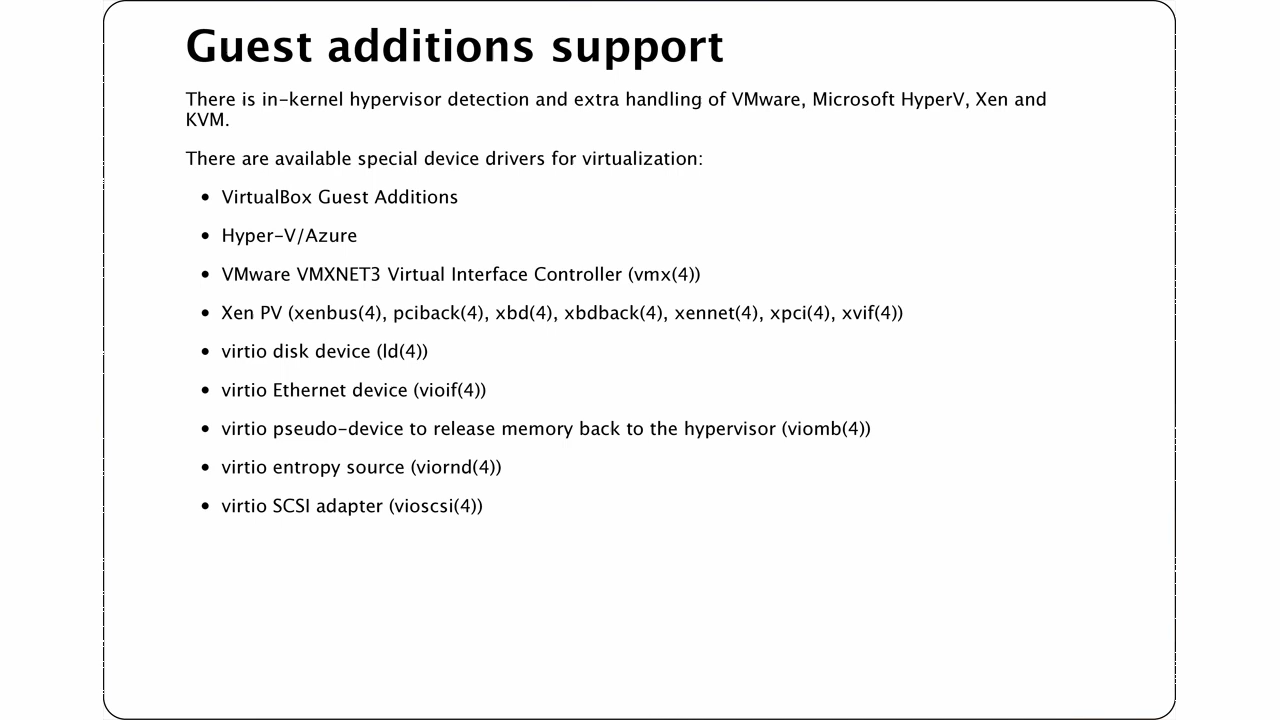 Guest additions support
There is in-kernel hypervisor detection and extra handling of VMware, Microsoft HyperV, Xen and
KVM.
There are available special device drivers for virtualization:
• VirtualBox Guest Additions
• Hyper-V/Azure
• VMware VMXNET3 Virtual Interface Controller (vmx(4))
• Xen PV (xenbus(4), pciback(4), xbd(4), xbdback(4), xennet(4), xpci(4), xvif(4))
• virtio disk device (ld(4))
• virtio Ethernet device (vioif(4))
• virtio pseudo-device to release memory back to the hypervisor (viomb(4))
• virtio entropy source (viornd(4))
• virtio SCSI adapter (vioscsi(4))